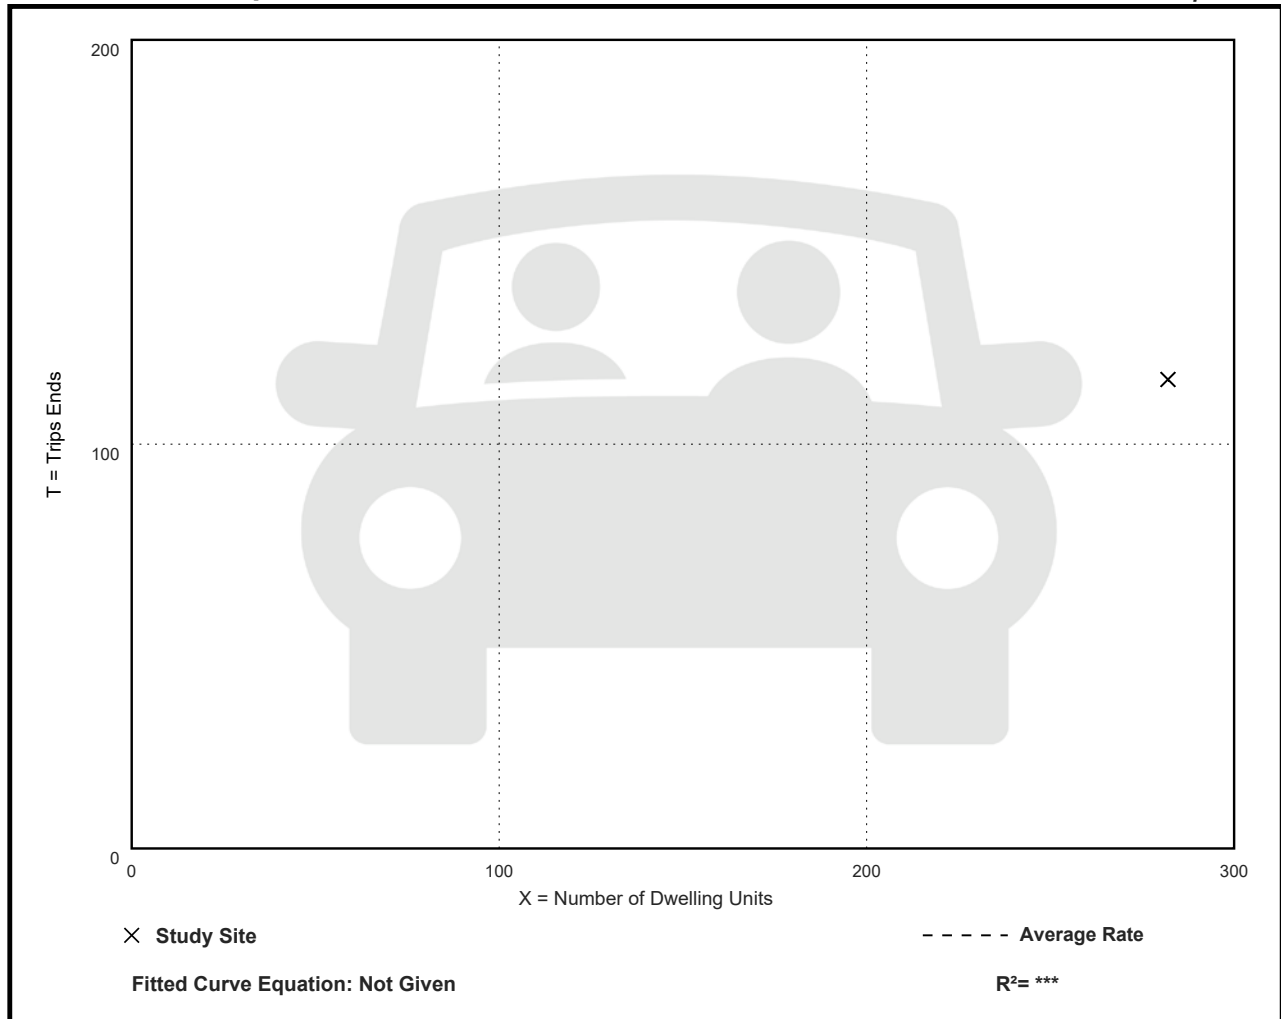 200
T = Trips Ends
100
0
0 100 200 300
X = Number of Dwelling Units
Study Site Average Rate
Fitted Curve Equation: Not Given R²= ***